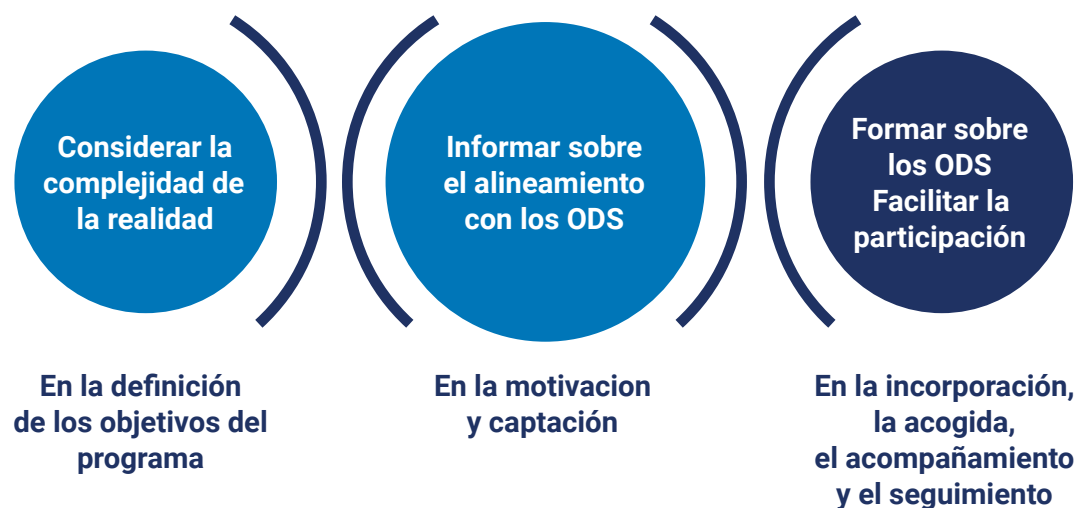 Considerar la
complejidad de
la realidad
Informar sobre
el alineamiento
con los ODS
Formar sobre
los ODS
Facilitar la
participación
En la definición
de los objetivos del
programa
En la motivacion
y captación
En la incorporación,
la acogida,
el acompañamiento
y el seguimiento